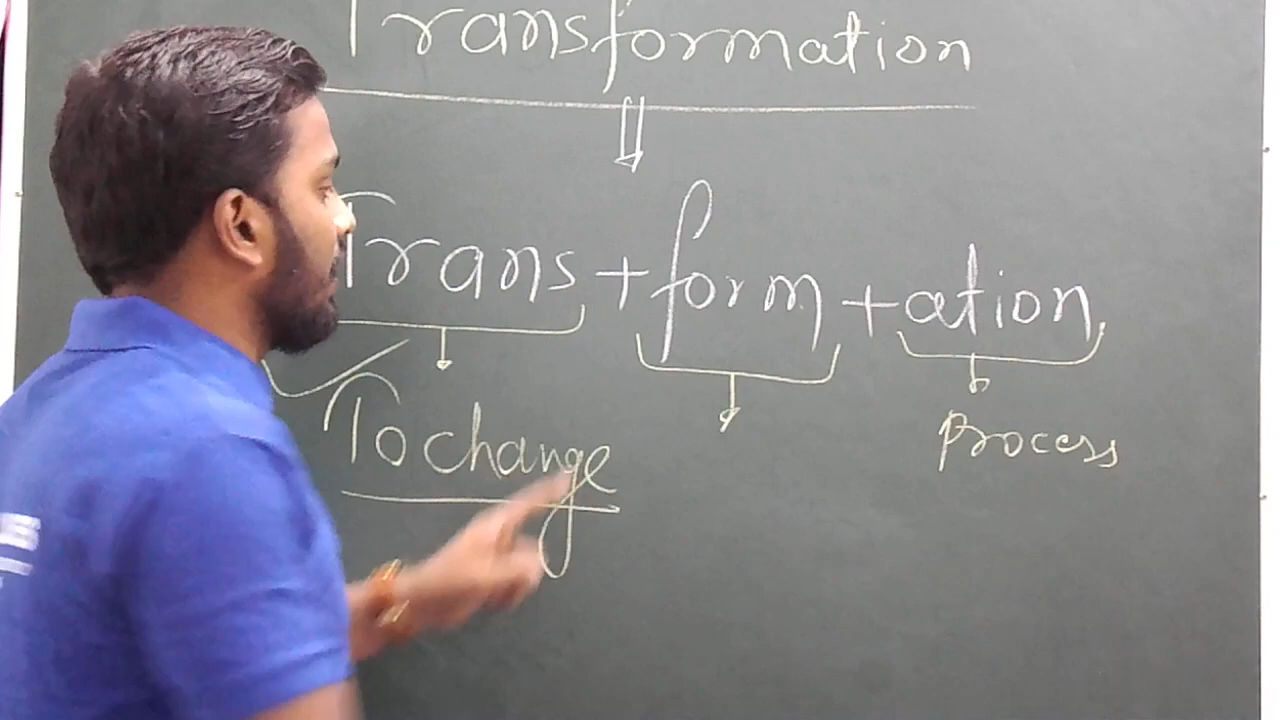 Transformation
Trans + form + ation
To change
Process